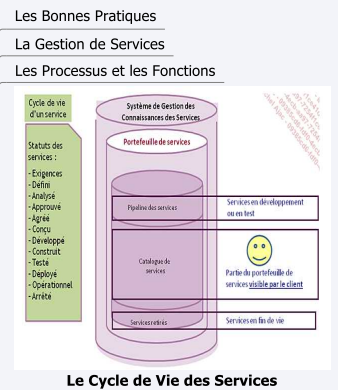 Les Bonnes Pratiques
La Gestion de Services
Les Processus et les Fonctions
Cycle de vie
d'un service
Statuts des
services :
- Exigences
- Défini
- Analysé
- Approuvé
- Agréé
- Conçu
- Développé
- Construit
- Testé
- Déployé
- Opérationnel
- Arrêté
Système de Gestion des
Connaissances des Services
Portefeuille de services
Pipeline des services
Services en développement
ou en test
Catalogue de
services
Partie du portefeuille de
services visible par le client
Services retirés
Services en fin de vie
Le Cycle de Vie des Services